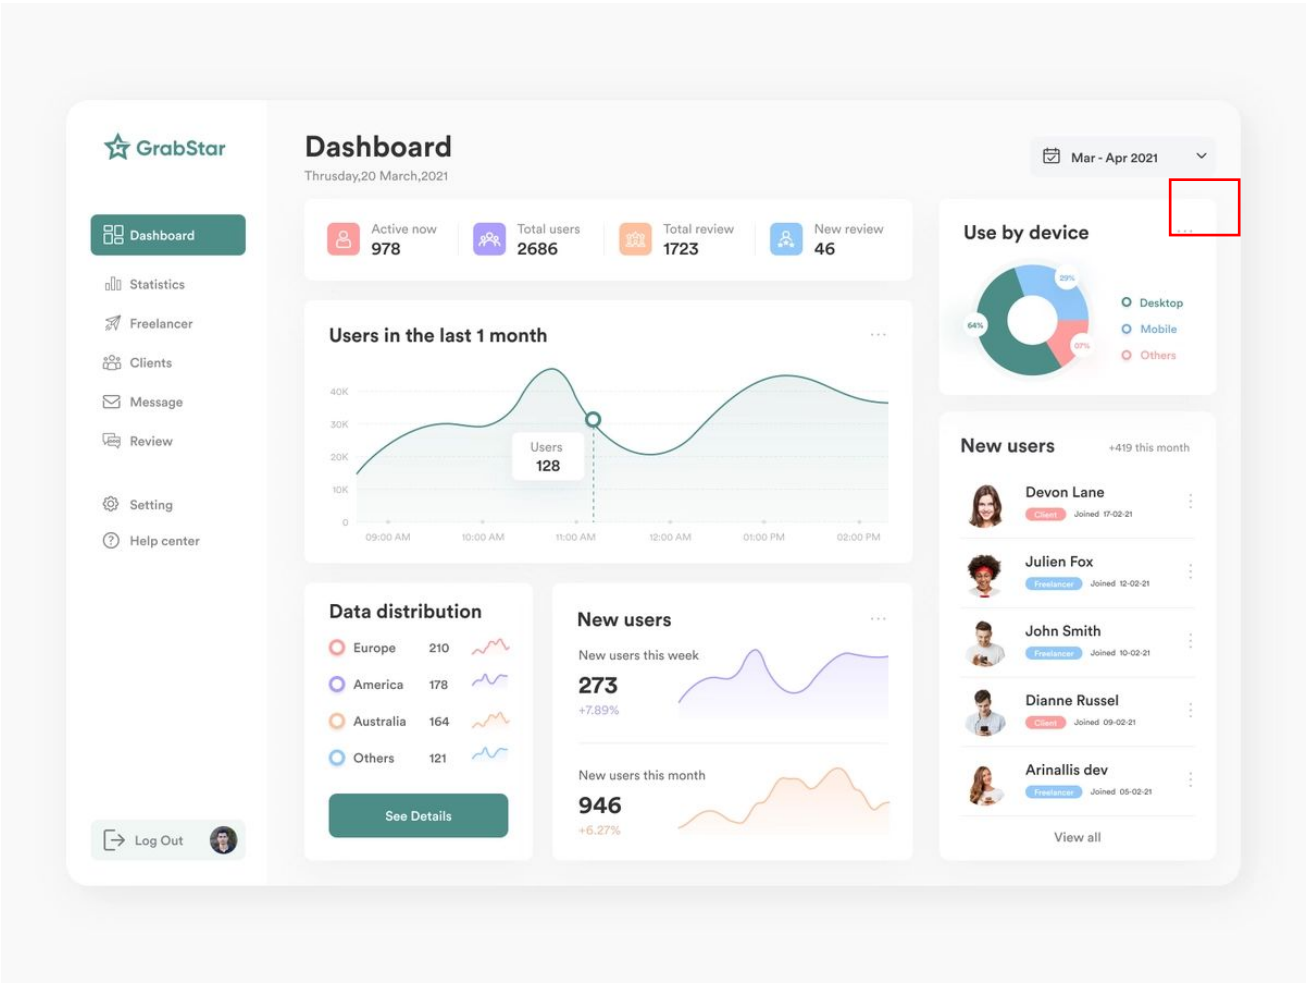 GrabStar
Dashboard
Thrusday,20 March,2021
Mar - Apr 2021
Dashboard
Statistics
Freelancer
Clients
Message
Review
Setting
Help center
Log Out
Active now
978
Total users
2686
Total review
1723
New review
46
Users in the last 1 month
40K
30K
20K
10K
0
Users
128
09:00 AM 10:00 AM 11:00 AM 12:00 AM 01:00 PM 02:00 PM
Use by device
29%
64%
07%
Desktop
Mobile
Others
Data distribution
Europe 210
America 178
Australia 164
Others 121
See Details
New users
New users this week
273
+7.89%
New users this month
946
+6.27%
New users +419 this month
Devon Lane
Client Joined 17-02-21
Julien Fox
Freelancer Joined 12-02-21
John Smith
Freelancer Joined 10-02-21
Dianne Russel
Client Joined 09-02-21
Arinallis dev
Freelancer Joined 05-02-21
View all